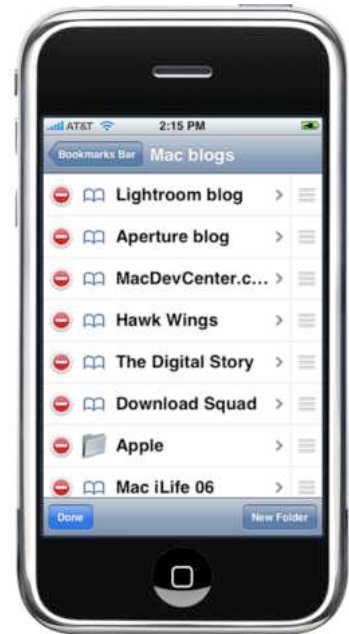 AT&T 2:15 PM
Bookmarks Bar Mac blogs
Lightroom blog
Aperture blog
MacDevCenter.c...
Hawk Wings
The Digital Story
Download Squad
Apple
Mac iLife 06
Done New Folder